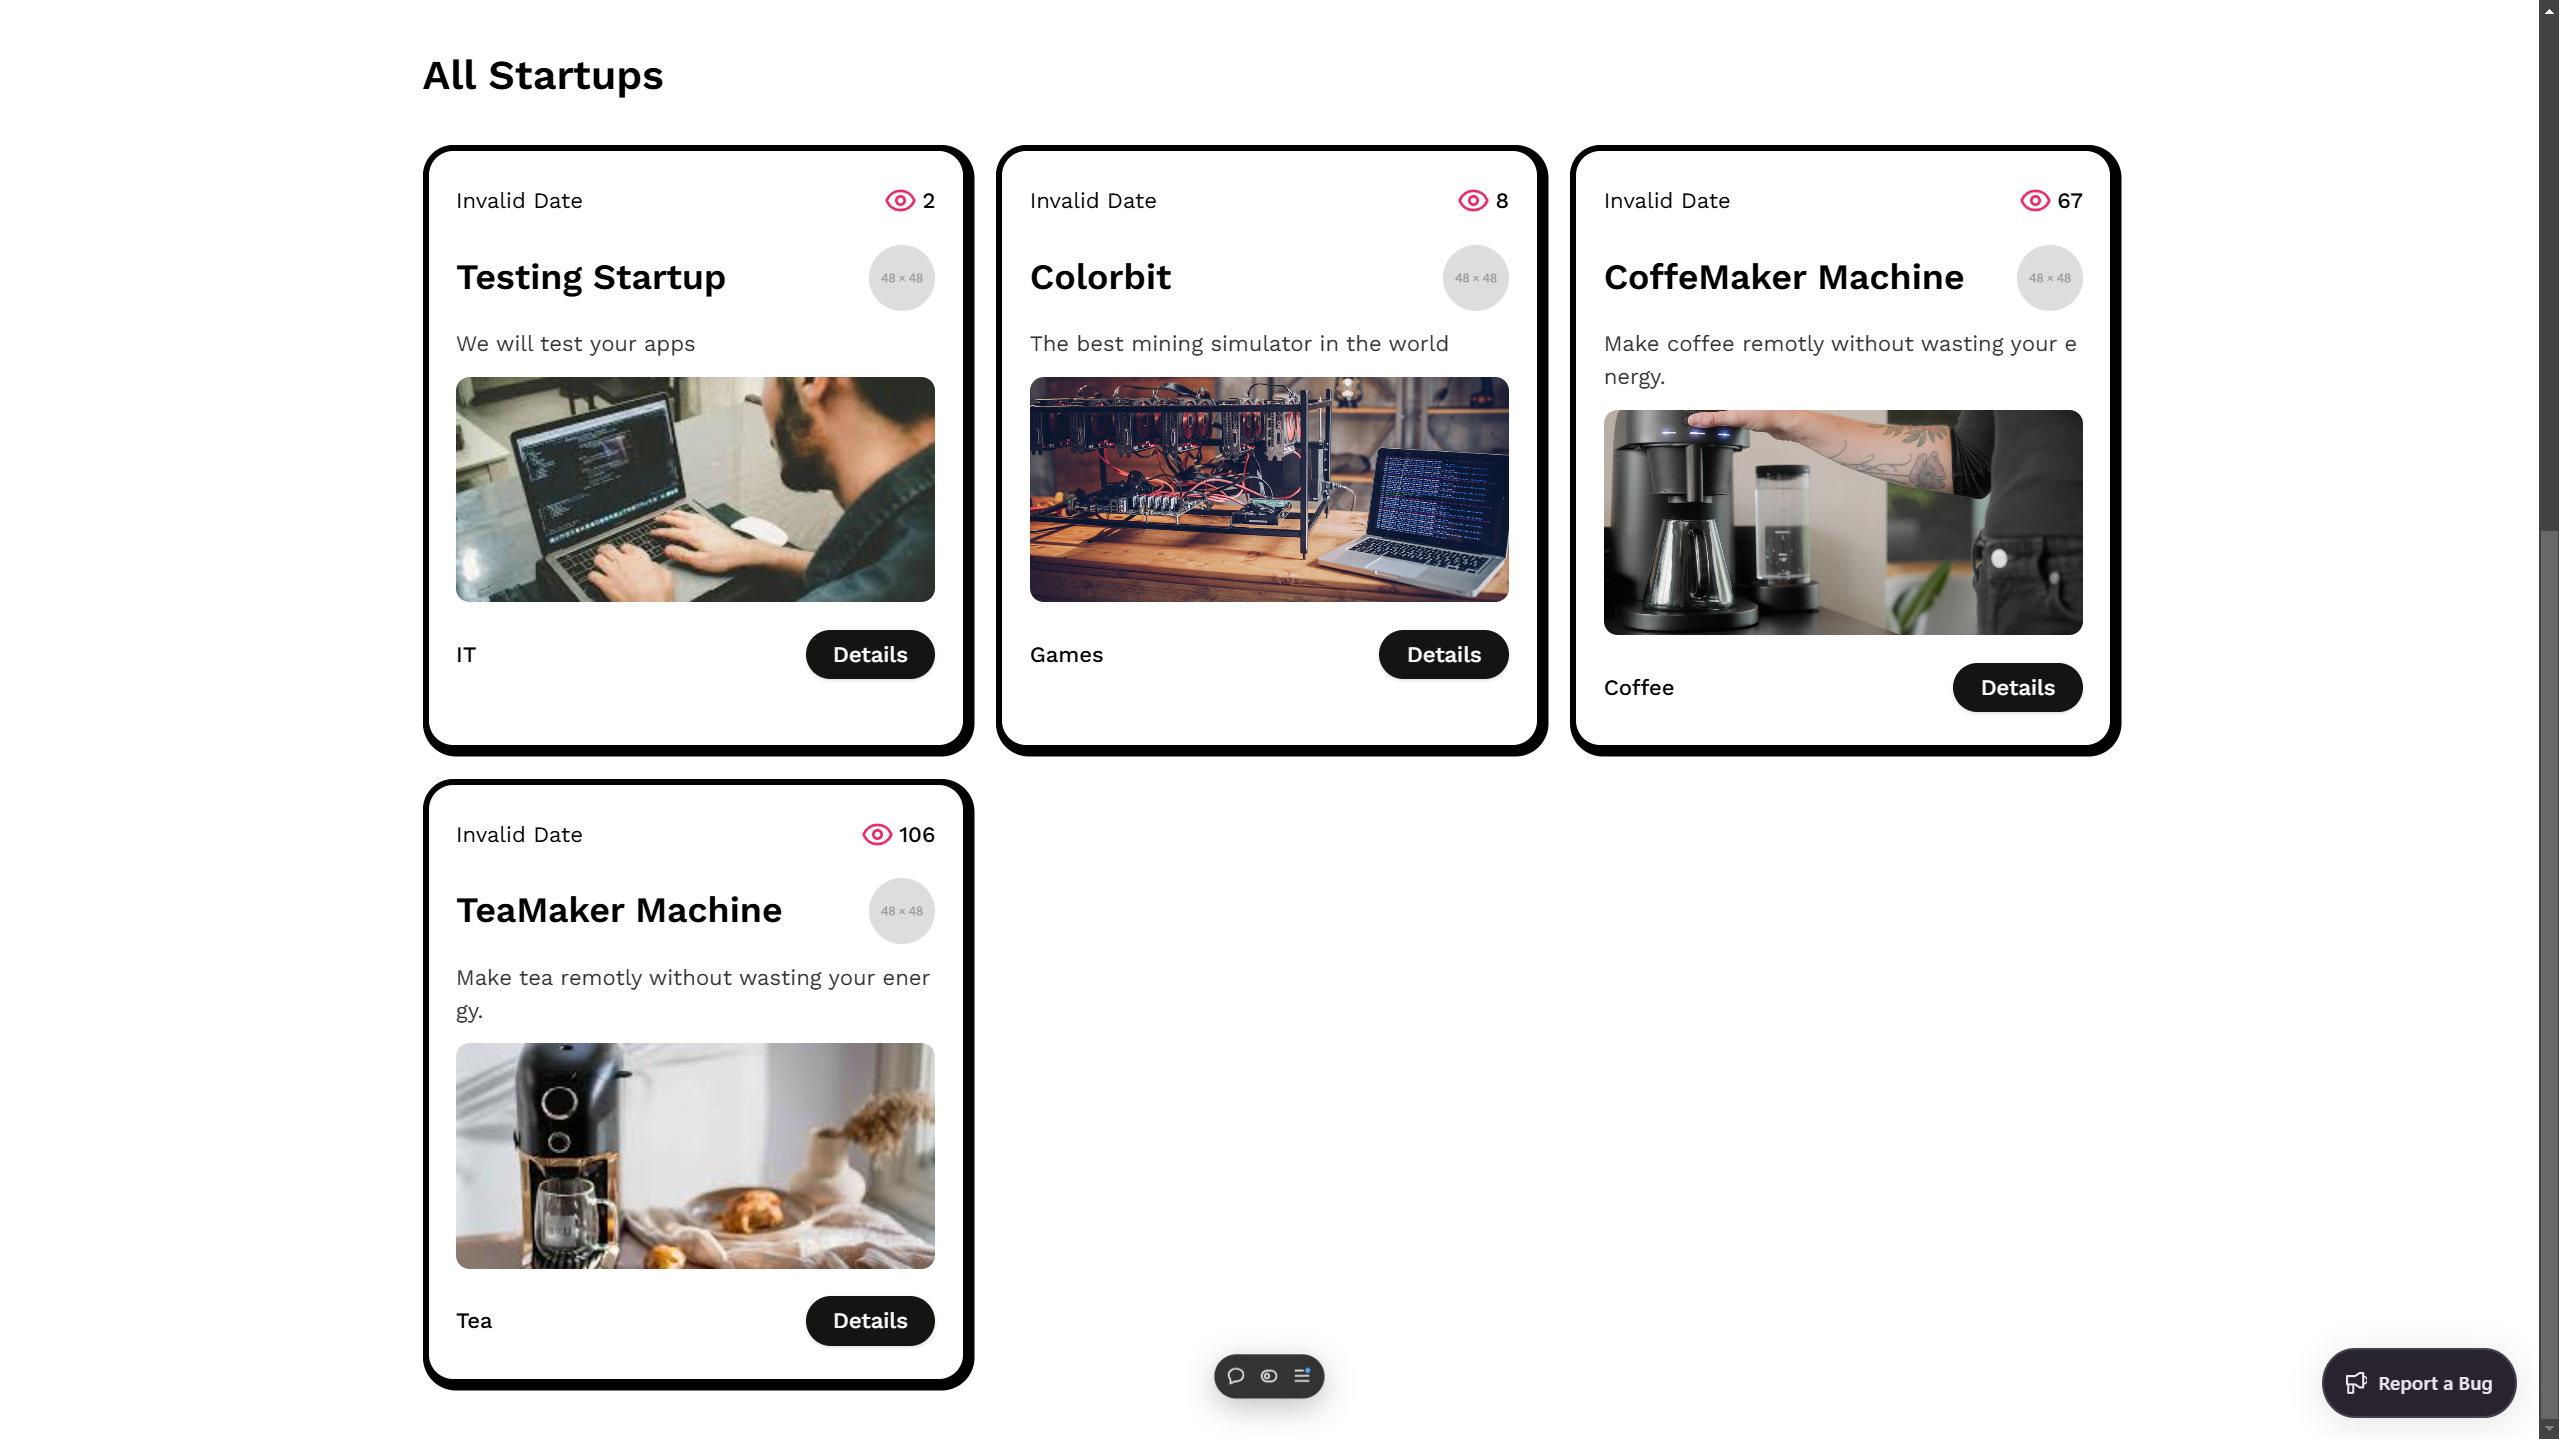 All Startups
Invalid Date 2
Testing Startup 48 × 48
We will test your apps
IT Details
Invalid Date 8
Colorbit 48 × 48
The best mining simulator in the world
Games Details
Invalid Date 67
CoffeMaker Machine 48 × 48
Make coffee remotly without wasting your e
nergy.
Coffee Details
Invalid Date 106
TeaMaker Machine 48 × 48
Make tea remotly without wasting your ener
gy.
Tea Details
Report a Bug